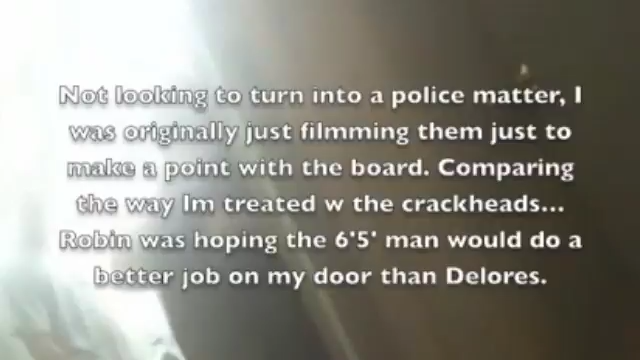 Not looking to turn into a police matter, I
was originally just filmming them just to
make a point with the board. Comparing
the way Im treated w the crackheads...
Robin was hoping the 6'5' man would do a
better job on my door than Delores.